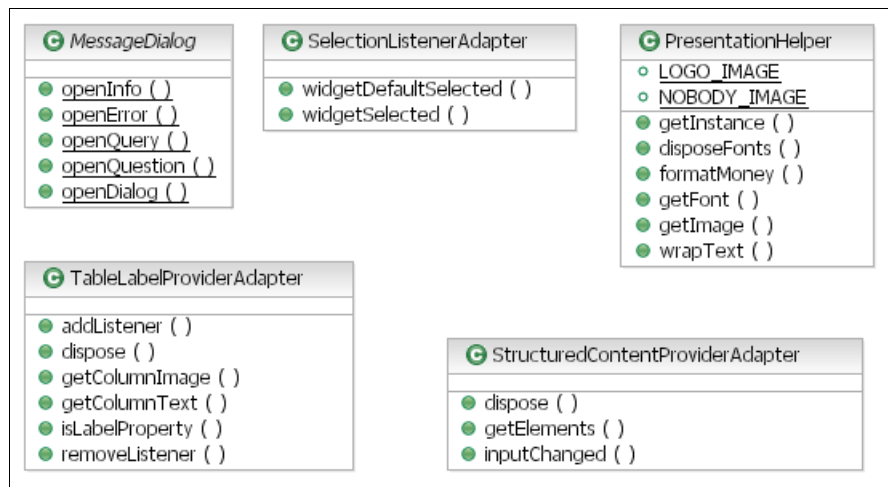 MessageDialog
openInfo ( )
openError ( )
openQuery ( )
openQuestion ( )
openDialog ( )
SelectionListenerAdapter
widgetDefaultSelected ( )
widgetSelected ( )
PresentationHelper
LOGO_IMAGE
NOBODY_IMAGE
getInstance ( )
disposeFonts ( )
formatMoney ( )
getFont ( )
getImage ( )
wrapText ( )
TableLabelProviderAdapter
addListener ( )
dispose ( )
getColumnImage ( )
getColumnText ( )
isLabelProperty ( )
removeListener ( )
StructuredContentProviderAdapter
dispose ( )
getElements ( )
inputChanged ( )